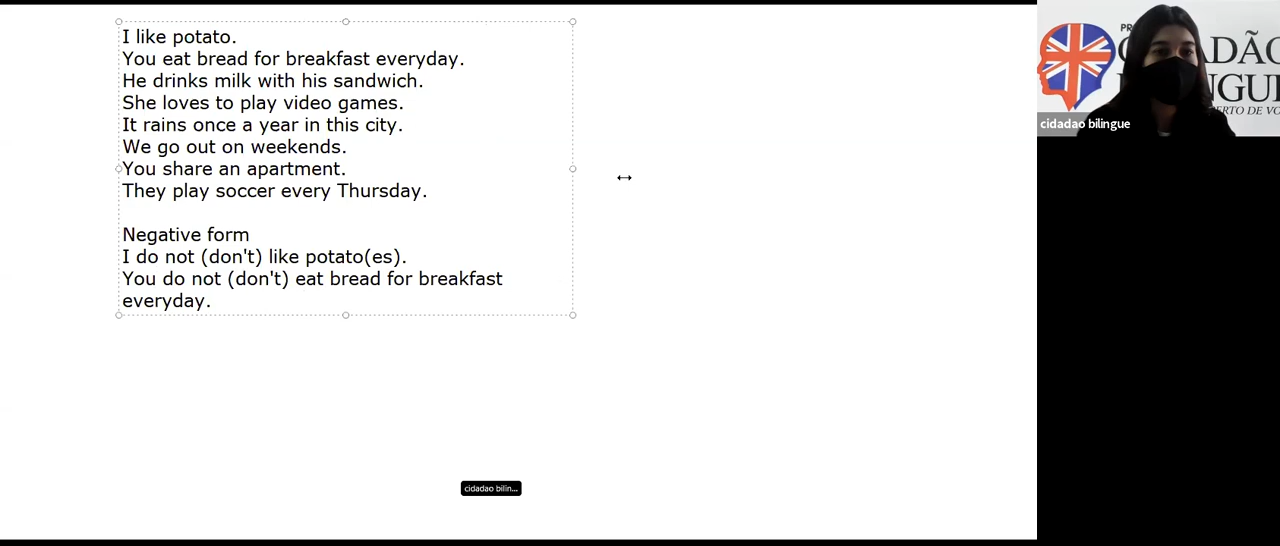 I like potato.
You eat bread for breakfast everyday.
He drinks milk with his sandwich.
She loves to play video games.
It rains once a year in this city.
We go out on weekends.
You share an apartment.
They play soccer every Thursday.
Negative form
I do not (don't) like potato(es).
You do not (don't) eat bread for breakfast
everyday.
cidadao bilin...
cidadao bilingue